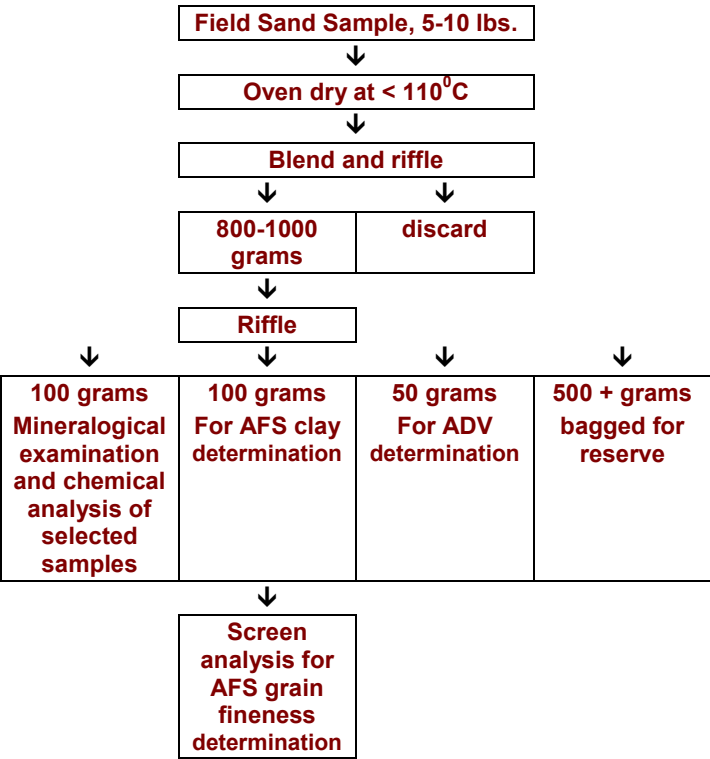 Field Sand Sample, 5-10 lbs.
Oven dry at < 110⁰C
Blend and riffle
800-1000
grams
discard
Riffle
100 grams
Mineralogical
examination
and chemical
analysis of
selected
samples
100 grams
For AFS clay
determination
50 grams
For ADV
determination
500 + grams
bagged for
reserve
Screen
analysis for
AFS grain
fineness
determination